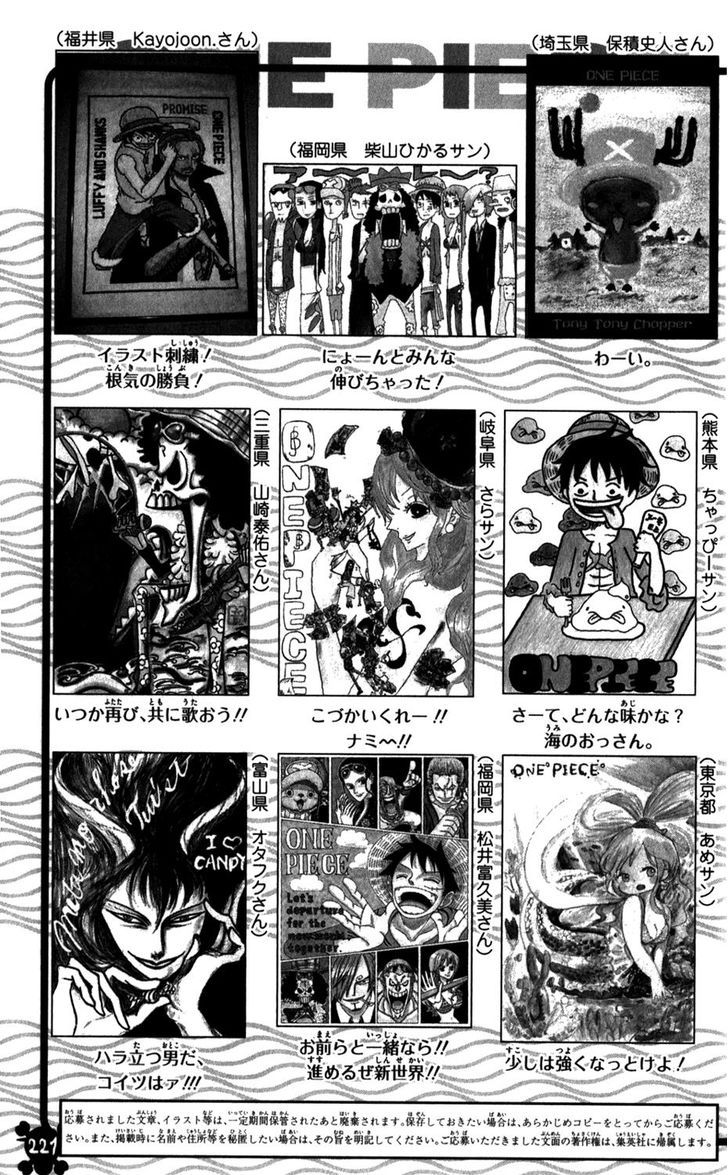 ONE PIECE
(福井県　Kayojoon.さん)
PROMISE
LUFFY AND SHANKS
ONE PIECE
イラスト刺繍！
根気の勝負！
(福岡県　柴山ひかるサン)
アーレー？
にょーんとみんな
伸びちゃった！
(埼玉県　保積史人さん)
ONE PIECE
Tony Tony Chopper
わーい。
(三重県　山崎泰佑さん)
いつか再び、共に歌おう!!
(岐阜県　さらサン)
ONE PIECE
こづかいくれー!!
ナミ〜!!
(熊本県　ちゃっぴーサン)
ONE PIECE
さーて、どんな味かな？
海のおっさん。
(富山県　オタフクさん)
I ♡
CANDY
ハラ立つ男だ、
コイツはァ!!!
(福岡県　松井富久美さん)
ONE
PIECE
Let's
departure
for the
new world
together.
お前らと一緒なら!!
進めるぜ新世界!!
(東京都　あめサン)
ONE PIECE
少しは強くなっとけよ！
応募されました文章、イラスト等は、一定期間保管されたあと廃棄されます。保存しておきたい場合は、あらかじめコピーをとってからご応募くだ
さい。また、掲載時に名前や住所等を秘匿したい場合は、その旨を明記してください。ご応募いただきました文面の著作権は、集英社に帰属します。
221